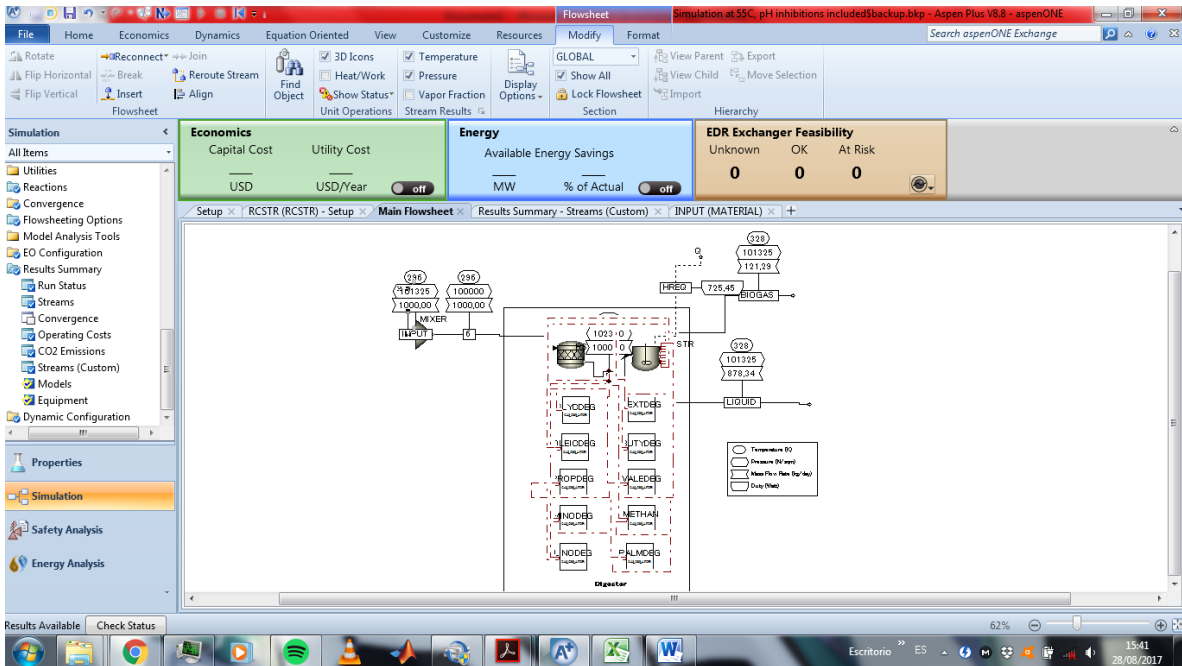 Flowsheet
Simulation at 55C, pH inhibitions included$backup.bkp - Aspen Plus V8.8 - aspenONE
File Home Economics Dynamics Equation Oriented View Customize Resources Modify Format
Search aspenONE Exchange
Rotate
Flip Horizontal
Flip Vertical
Reconnect
Break
Insert
Join
Reroute Stream
Align
Flowsheet
Find
Object
3D Icons
Heat/Work
Show Status
Unit Operations
Temperature
Pressure
Vapor Fraction
Stream Results
Display
Options
GLOBAL
Show All
Lock Flowsheet
Section
View Parent
View Child
Import
Export
Move Selection
Hierarchy
Simulation
All Items
Utilities
Reactions
Convergence
Flowsheeting Options
Model Analysis Tools
EO Configuration
Results Summary
Run Status
Streams
Convergence
Operating Costs
CO2 Emissions
Streams (Custom)
Models
Equipment
Dynamic Configuration
Properties
Simulation
Safety Analysis
Energy Analysis
Economics
Capital Cost Utility Cost
USD USD/Year off
Energy
Available Energy Savings
MW % of Actual off
EDR Exchanger Feasibility
Unknown OK At Risk
0 0 0
Setup RCSTR (RCSTR) - Setup Main Flowsheet Results Summary - Streams (Custom) INPUT (MATERIAL) +
296
101325
1000,00
MIXER
INPUT
296
100000
1000,00
6
Q
HREQ
725,45
328
101325
121,29
BIOGAS
328
101325
878,34
LIQUID
EXTDEG
METHAN
PALMDEG
Digester
Temperature (K)
Pressure (N/sqm)
Mass Flow Rate (kg/day)
Duty (Watt)
Results Available Check Status
62%
Escritorio
ES
15:41
28/08/2017